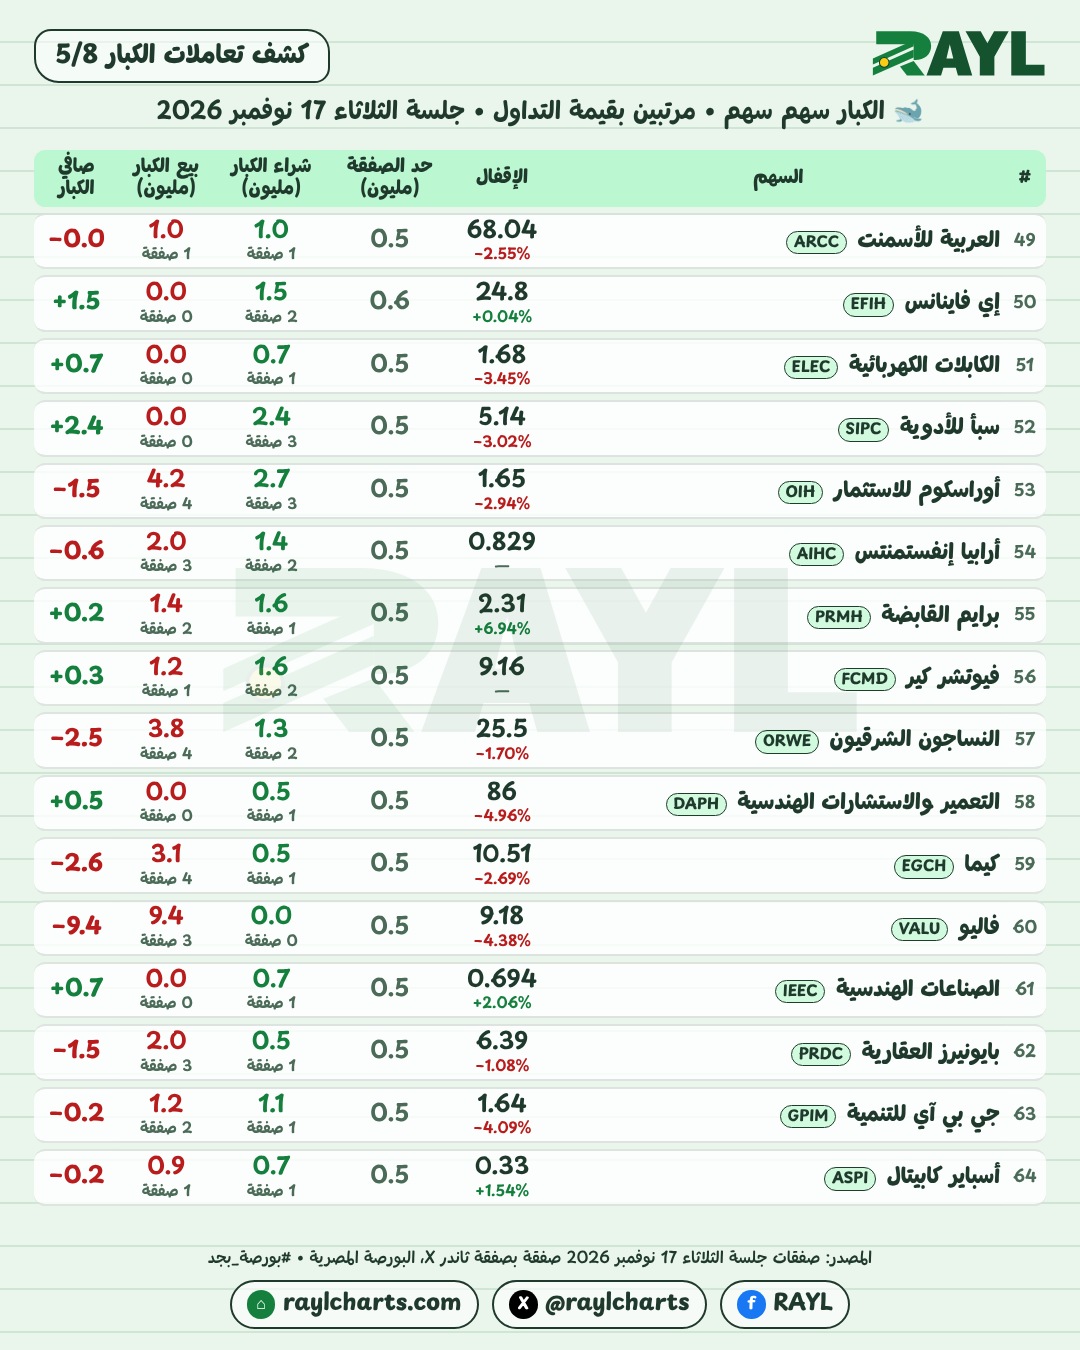 RAYL
كشف تعاملات الكبار 5/8
🐋 الكبار سهم سهم • مرتبين بقيمة التداول • جلسة الثلاثاء 17 نوفمبر 2026
# السهم الإقفال حد الصفقة (مليون) شراء الكبار (مليون) بيع الكبار (مليون) صافي الكبار
49 العربية للأسمنت ARCC 68.04 0.5 1.0 1.0 −0.0
−2.55% 1 صفقة 1 صفقة
50 إي فاينانس EFIH 24.8 0.6 1.5 0.0 +1.5
+0.04% 2 صفقة 0 صفقة
51 الكابلات الكهربائية ELEC 1.68 0.5 0.7 0.0 +0.7
−3.45% 1 صفقة 0 صفقة
52 سبأ للأدوية SIPC 5.14 0.5 2.4 0.0 +2.4
−3.02% 3 صفقة 0 صفقة
53 أوراسكوم للاستثمار OIH 1.65 0.5 2.7 4.2 −1.5
−2.94% 3 صفقة 4 صفقة
54 أرابيا إنفستمنتس AIHC 0.829 0.5 1.4 2.0 −0.6
— 2 صفقة 3 صفقة
55 برايم القابضة PRMH 2.31 0.5 1.6 1.4 +0.2
+6.94% 1 صفقة 2 صفقة
56 فيوتشر كير FCMD 9.16 0.5 1.6 1.2 +0.3
— 2 صفقة 1 صفقة
57 النساجون الشرقيون ORWE 25.5 0.5 1.3 3.8 −2.5
−1.70% 2 صفقة 4 صفقة
58 التعمير والاستشارات الهندسية DAPH 86 0.5 0.5 0.0 +0.5
−4.96% 1 صفقة 0 صفقة
59 كيما EGCH 10.51 0.5 0.5 3.1 −2.6
−2.69% 1 صفقة 4 صفقة
60 فاليو VALU 9.18 0.5 0.0 9.4 −9.4
−4.38% 0 صفقة 3 صفقة
61 الصناعات الهندسية IEEC 0.694 0.5 0.7 0.0 +0.7
+2.06% 1 صفقة 0 صفقة
62 بايونيرز العقارية PRDC 6.39 0.5 0.5 2.0 −1.5
−1.08% 1 صفقة 3 صفقة
63 جي بي آي للتنمية GPIM 1.64 0.5 1.1 1.2 −0.2
−4.09% 1 صفقة 2 صفقة
64 أسباير كابيتال ASPI 0.33 0.5 0.7 0.9 −0.2
+1.54% 1 صفقة 1 صفقة
المصدر: صفقات جلسة الثلاثاء 17 نوفمبر 2026 صفقة بصفقة ثاندر X، البورصة المصرية • #بورصة_بجد
raylcharts.com @raylcharts RAYL